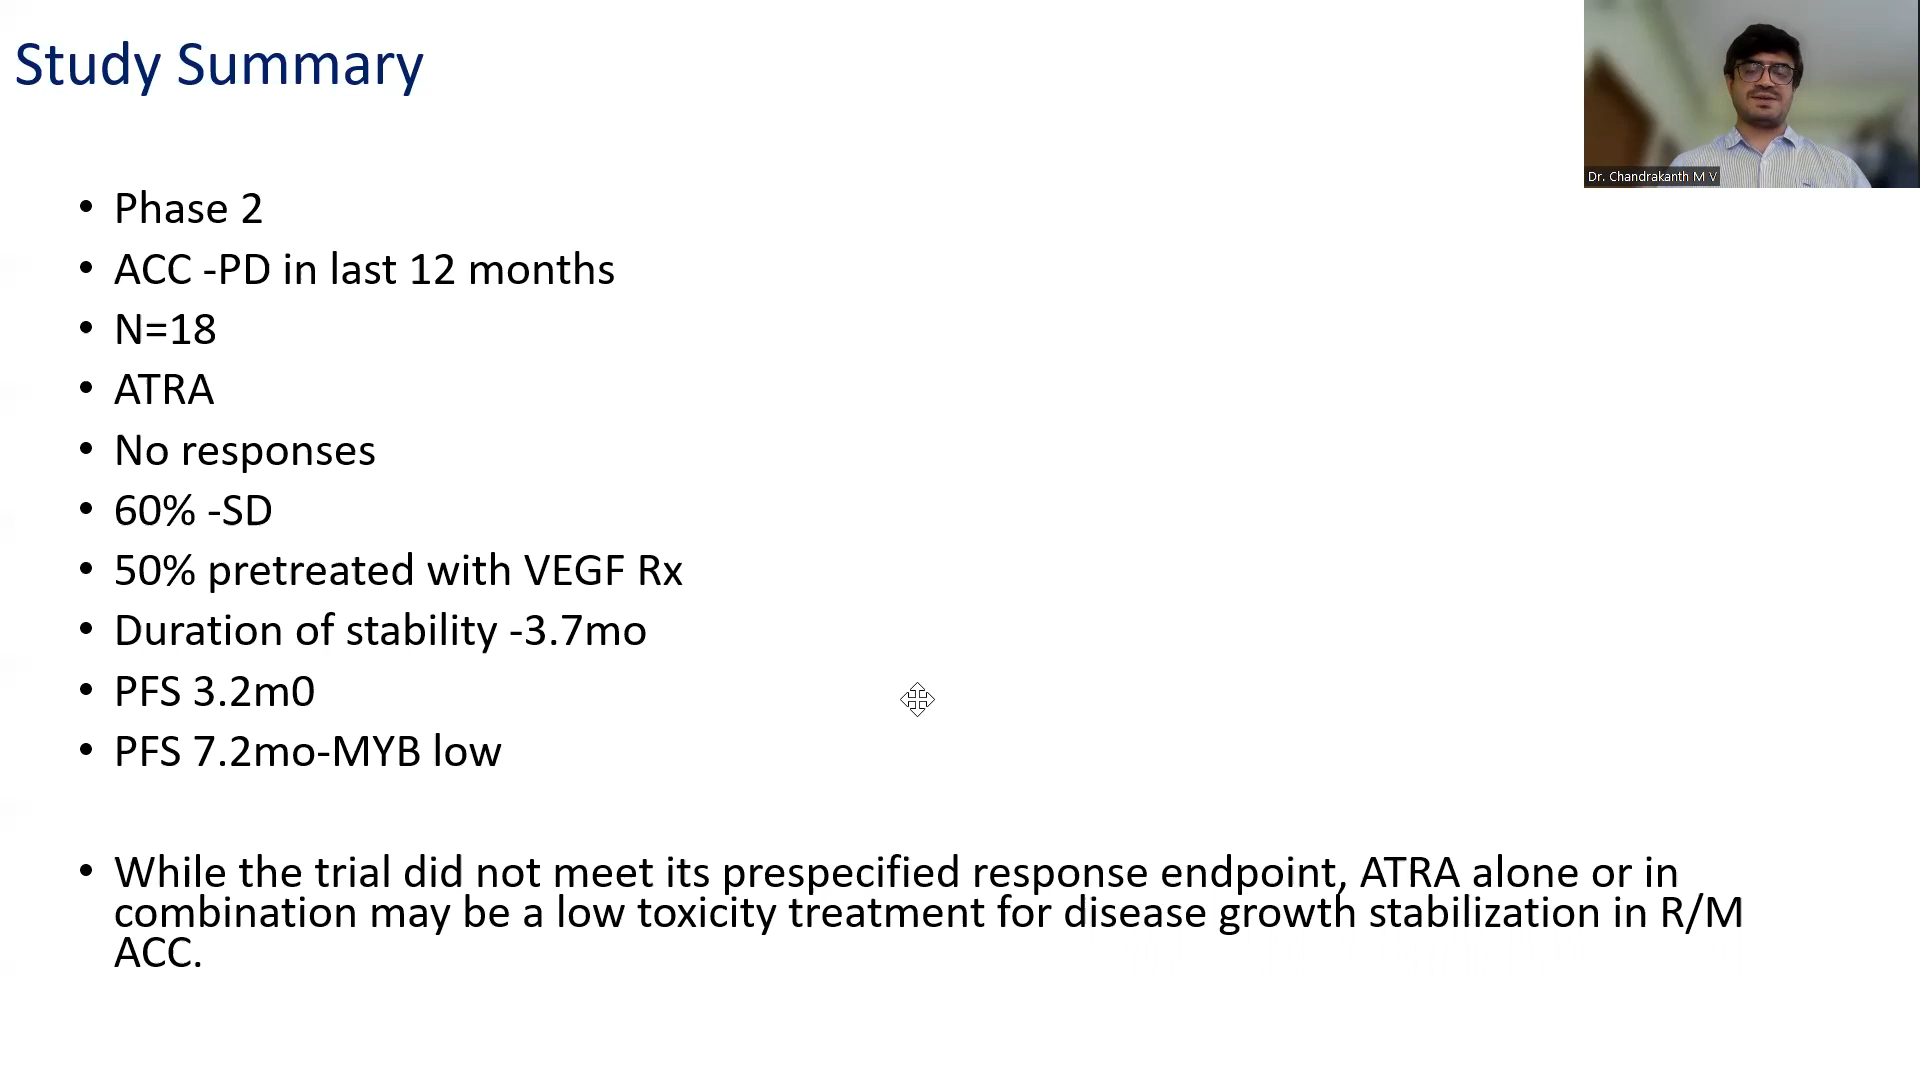 Study Summary
Dr. Chandrakanth M V
• Phase 2
• ACC -PD in last 12 months
• N=18
• ATRA
• No responses
• 60% -SD
• 50% pretreated with VEGF Rx
• Duration of stability -3.7mo
• PFS 3.2m0
• PFS 7.2mo-MYB low
• While the trial did not meet its prespecified response endpoint, ATRA alone or in
combination may be a low toxicity treatment for disease growth stabilization in R/M
ACC.